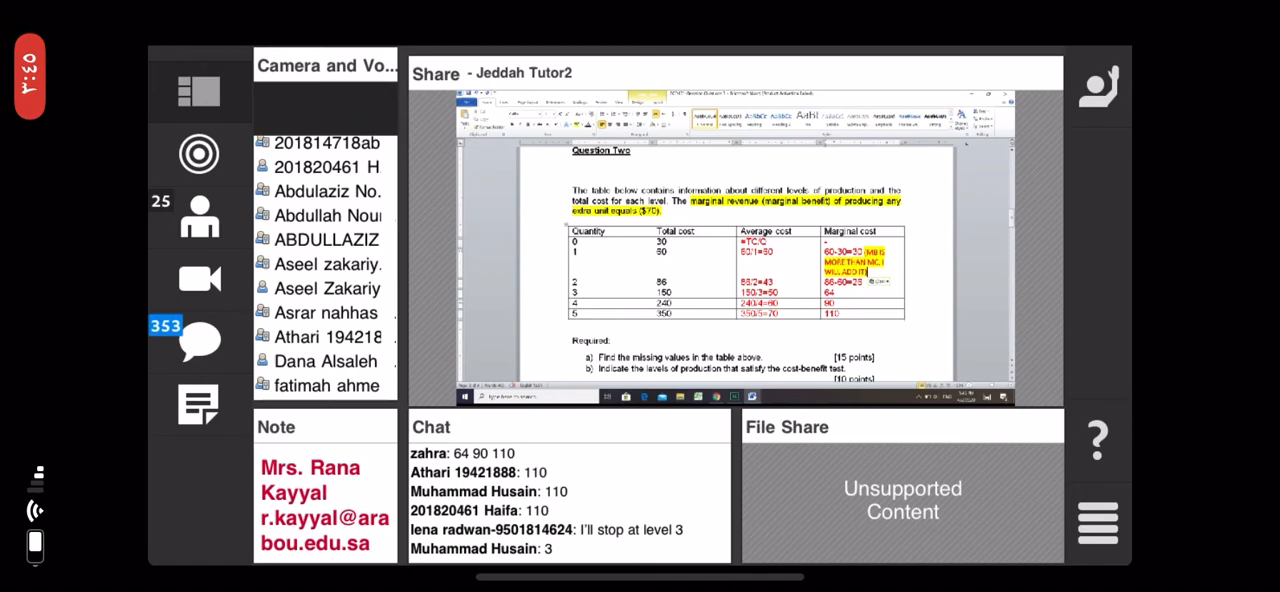 ٣:٤٥
Camera and Vo...
201814718ab
201820461 H
Abdulaziz No.
Abdullah Nou
ABDULLAZIZ
Aseel zakariy.
Aseel Zakariy
Asrar nahhas
Athari 194218
Dana Alsaleh
fatimah ahme
25
353
Note
Mrs. Rana
Kayyal
r.kayyal@ara
bou.edu.sa
Share - Jeddah Tutor2
Question Two
The table below contains information about different levels of production and the
total cost for each level. The marginal revenue (marginal benefit) of producing any
extra unit equals ($70).
Quantity Total cost Average cost Marginal cost
0 30 =TC/Q -
1 60 60/1=60 60-30=30 (MB IS
MORE THAN MC, I
WILL ADD IT)
2 86 86/2=43 86-60=26 (Ctrl)
3 150 150/3=50 64
4 240 240/4=60 90
5 350 350/5=70 110
Required:
a) Find the missing values in the table above. [15 points]
b) Indicate the levels of production that satisfy the cost-benefit test.
[10 points]
Type here to search
Chat
zahra: 64 90 110
Athari 19421888: 110
Muhammad Husain: 110
201820461 Haifa: 110
lena radwan-9501814624: I'll stop at level 3
Muhammad Husain: 3
File Share
Unsupported
Content
?